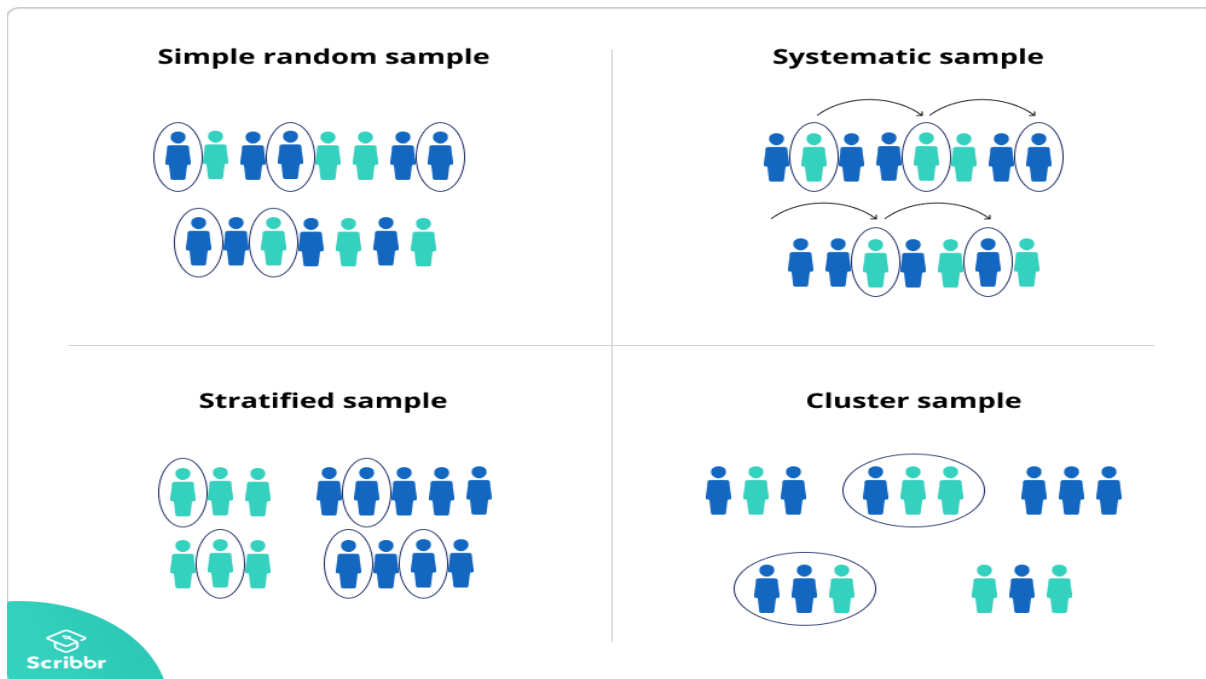 Simple random sample
Systematic sample
Stratified sample
Cluster sample
Scribbr